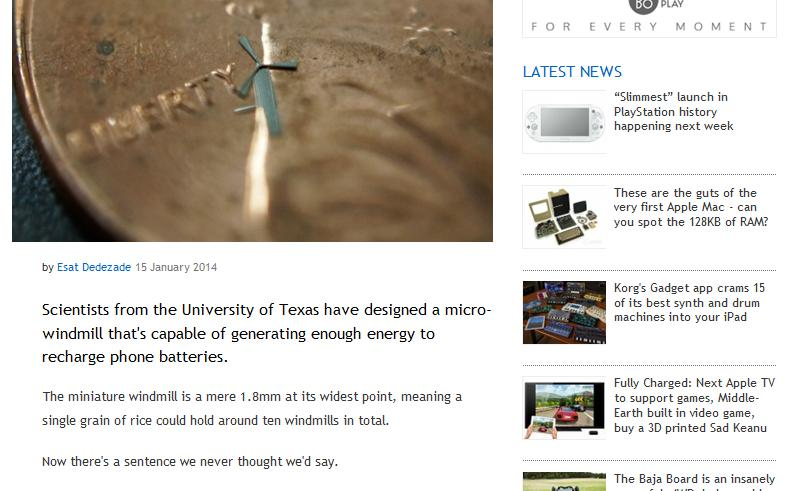 BO PLAY
FOR EVERY MOMENT
LIBERTY
by Esat Dedezade 15 January 2014
Scientists from the University of Texas have designed a micro-
windmill that's capable of generating enough energy to
recharge phone batteries.
The miniature windmill is a mere 1.8mm at its widest point, meaning a
single grain of rice could hold around ten windmills in total.
Now there's a sentence we never thought we'd say.
LATEST NEWS
“Slimmest” launch in
PlayStation history
happening next week
These are the guts of the
very first Apple Mac - can
you spot the 128KB of RAM?
Korg's Gadget app crams 15
of its best synth and drum
machines into your iPad
Fully Charged: Next Apple TV
to support games, Middle-
Earth built in video game,
buy a 3D printed Sad Keanu
The Baja Board is an insanely